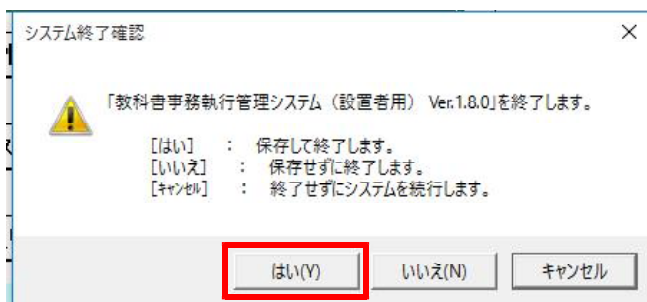 システム終了確認
「教科書事務執行管理システム（設置者用） Ver.1.8.0」を終了します。
[はい] ： 保存して終了します。
[いいえ] ： 保存せずに終了します。
[ｷｬﾝｾﾙ] ： 終了せずにシステムを続行します。
はい(Y) いいえ(N) キャンセル